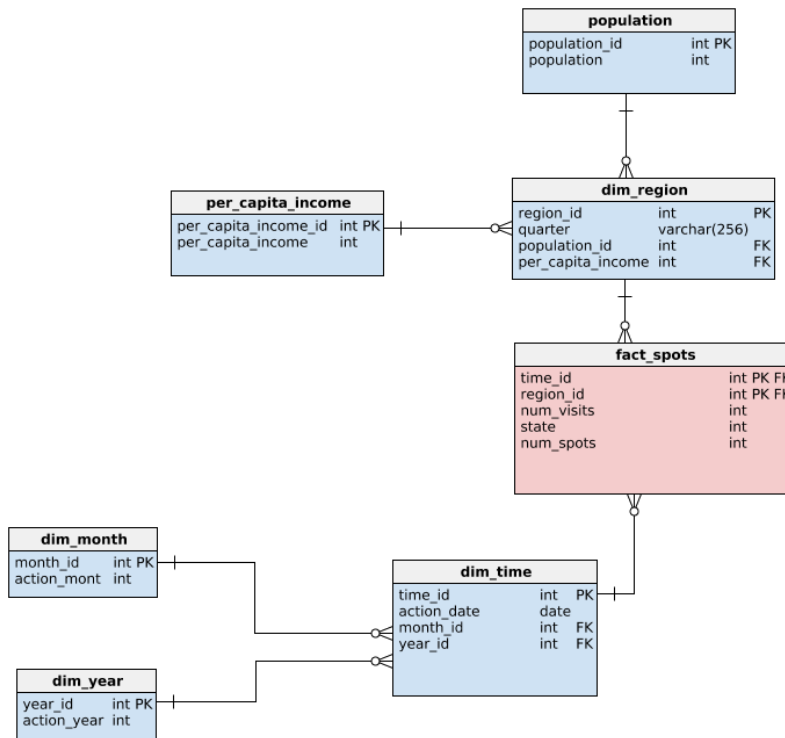 population
population_id int PK
population int
dim_region
region_id int PK
quarter varchar(256)
population_id int FK
per_capita_income int FK
per_capita_income
per_capita_income_id int PK
per_capita_income int
fact_spots
time_id int PK FK
region_id int PK FK
num_visits int
state int
num_spots int
dim_month
month_id int PK
action_mont int
dim_time
time_id int PK
action_date date
month_id int FK
year_id int FK
dim_year
year_id int PK
action_year int